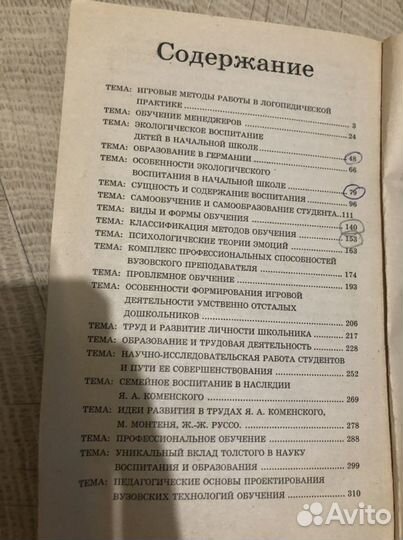 Содержание
ТЕМА: ИГРОВЫЕ МЕТОДЫ РАБОТЫ В ЛОГОПЕДИЧЕСКОЙ
ПРАКТИКЕ 3
ТЕМА: ОБУЧЕНИЕ МЕНЕДЖЕРОВ 24
ТЕМА: ЭКОЛОГИЧЕСКОЕ ВОСПИТАНИЕ
ДЕТЕЙ В НАЧАЛЬНОЙ ШКОЛЕ 48
ТЕМА: ОБРАЗОВАНИЕ В ГЕРМАНИИ 66
ТЕМА: ОСОБЕННОСТИ ЭКОЛОГИЧЕСКОГО
ВОСПИТАНИЯ В НАЧАЛЬНОЙ ШКОЛЕ 79
ТЕМА: СУЩНОСТЬ И СОДЕРЖАНИЕ ВОСПИТАНИЯ 96
ТЕМА: САМООБУЧЕНИЕ И САМООБРАЗОВАНИЕ СТУДЕНТА 111
ТЕМА: ВИДЫ И ФОРМЫ ОБУЧЕНИЯ 140
ТЕМА: КЛАССИФИКАЦИЯ МЕТОДОВ ОБУЧЕНИЯ 153
ТЕМА: ПСИХОЛОГИЧЕСКИЕ ТЕОРИИ ЭМОЦИЙ 163
ТЕМА: КОМПЛЕКС ПРОФЕССИОНАЛЬНЫХ СПОСОБНОСТЕЙ
ВУЗОВСКОГО ПРЕПОДАВАТЕЛЯ 174
ТЕМА: ПРОБЛЕМНОЕ ОБУЧЕНИЕ 193
ТЕМА: ОСОБЕННОСТИ ФОРМИРОВАНИЯ ИГРОВОЙ
ДЕЯТЕЛЬНОСТИ УМСТВЕННО ОТСТАЛЫХ
ДОШКОЛЬНИКОВ 206
ТЕМА: ТРУД И РАЗВИТИЕ ЛИЧНОСТИ ШКОЛЬНИКА 217
ТЕМА: ОБРАЗОВАНИЕ И ТРУДОВАЯ ДЕЯТЕЛЬНОСТЬ 228
ТЕМА: НАУЧНО-ИССЛЕДОВАТЕЛЬСКАЯ РАБОТА СТУДЕНТОВ
И ПУТИ ЕЕ СОВЕРШЕНСТВОВАНИЯ 252
ТЕМА: СЕМЕЙНОЕ ВОСПИТАНИЕ В НАСЛЕДИИ
Я. А. КОМЕНСКОГО 269
ТЕМА: ИДЕИ РАЗВИТИЯ В ТРУДАХ Я. А. КОМЕНСКОГО,
М. МОНТЕНЯ, Ж.-Ж. РУССО. 278
ТЕМА: ПРОФЕССИОНАЛЬНОЕ ОБУЧЕНИЕ 288
ТЕМА: УНИКАЛЬНЫЙ ВКЛАД ТОЛСТОГО В НАУКУ
ВОСПИТАНИЯ И ОБРАЗОВАНИЯ 299
ТЕМА: ПЕДАГОГИЧЕСКИЕ ОСНОВЫ ПРОЕКТИРОВАНИЯ
ВУЗОВСКИХ ТЕХНОЛОГИЙ ОБУЧЕНИЯ 310
Avito